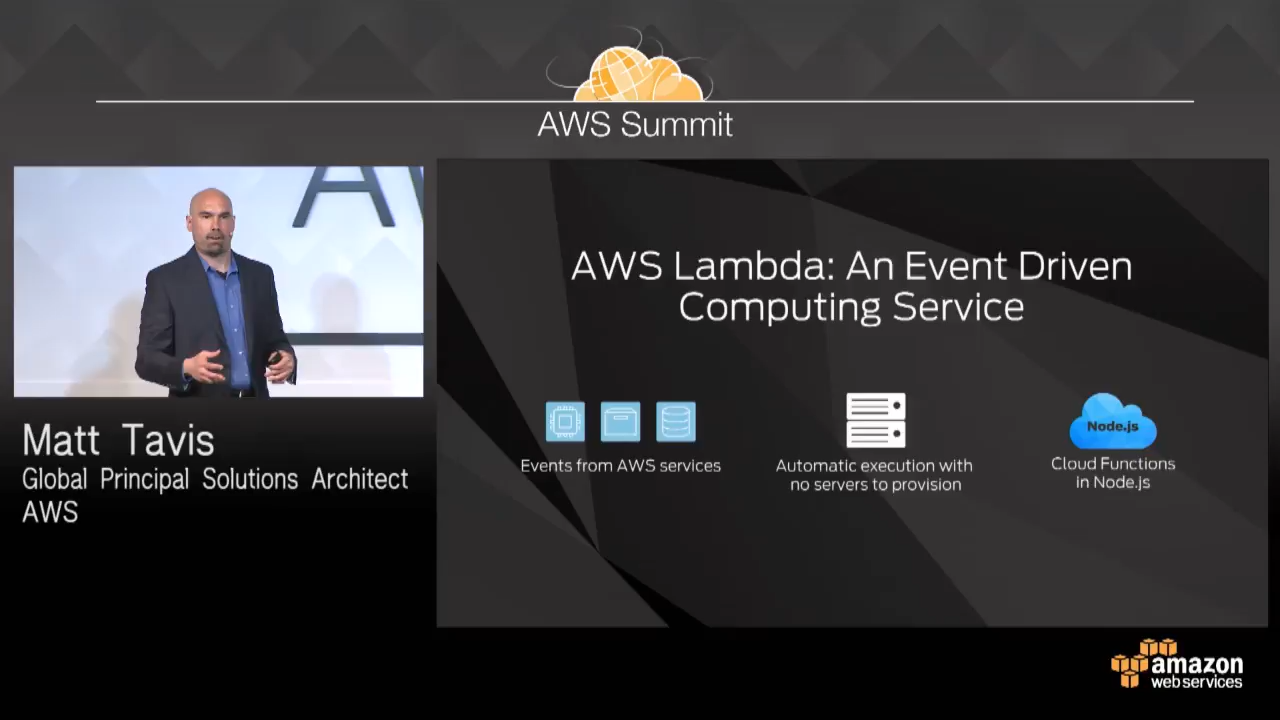 AWS Summit
AW
Matt Tavis
Global Principal Solutions Architect
AWS
AWS Lambda: An Event Driven
Computing Service
Events from AWS services
Automatic execution with
no servers to provision
Node.js
Cloud Functions
in Node.js
amazon
web services